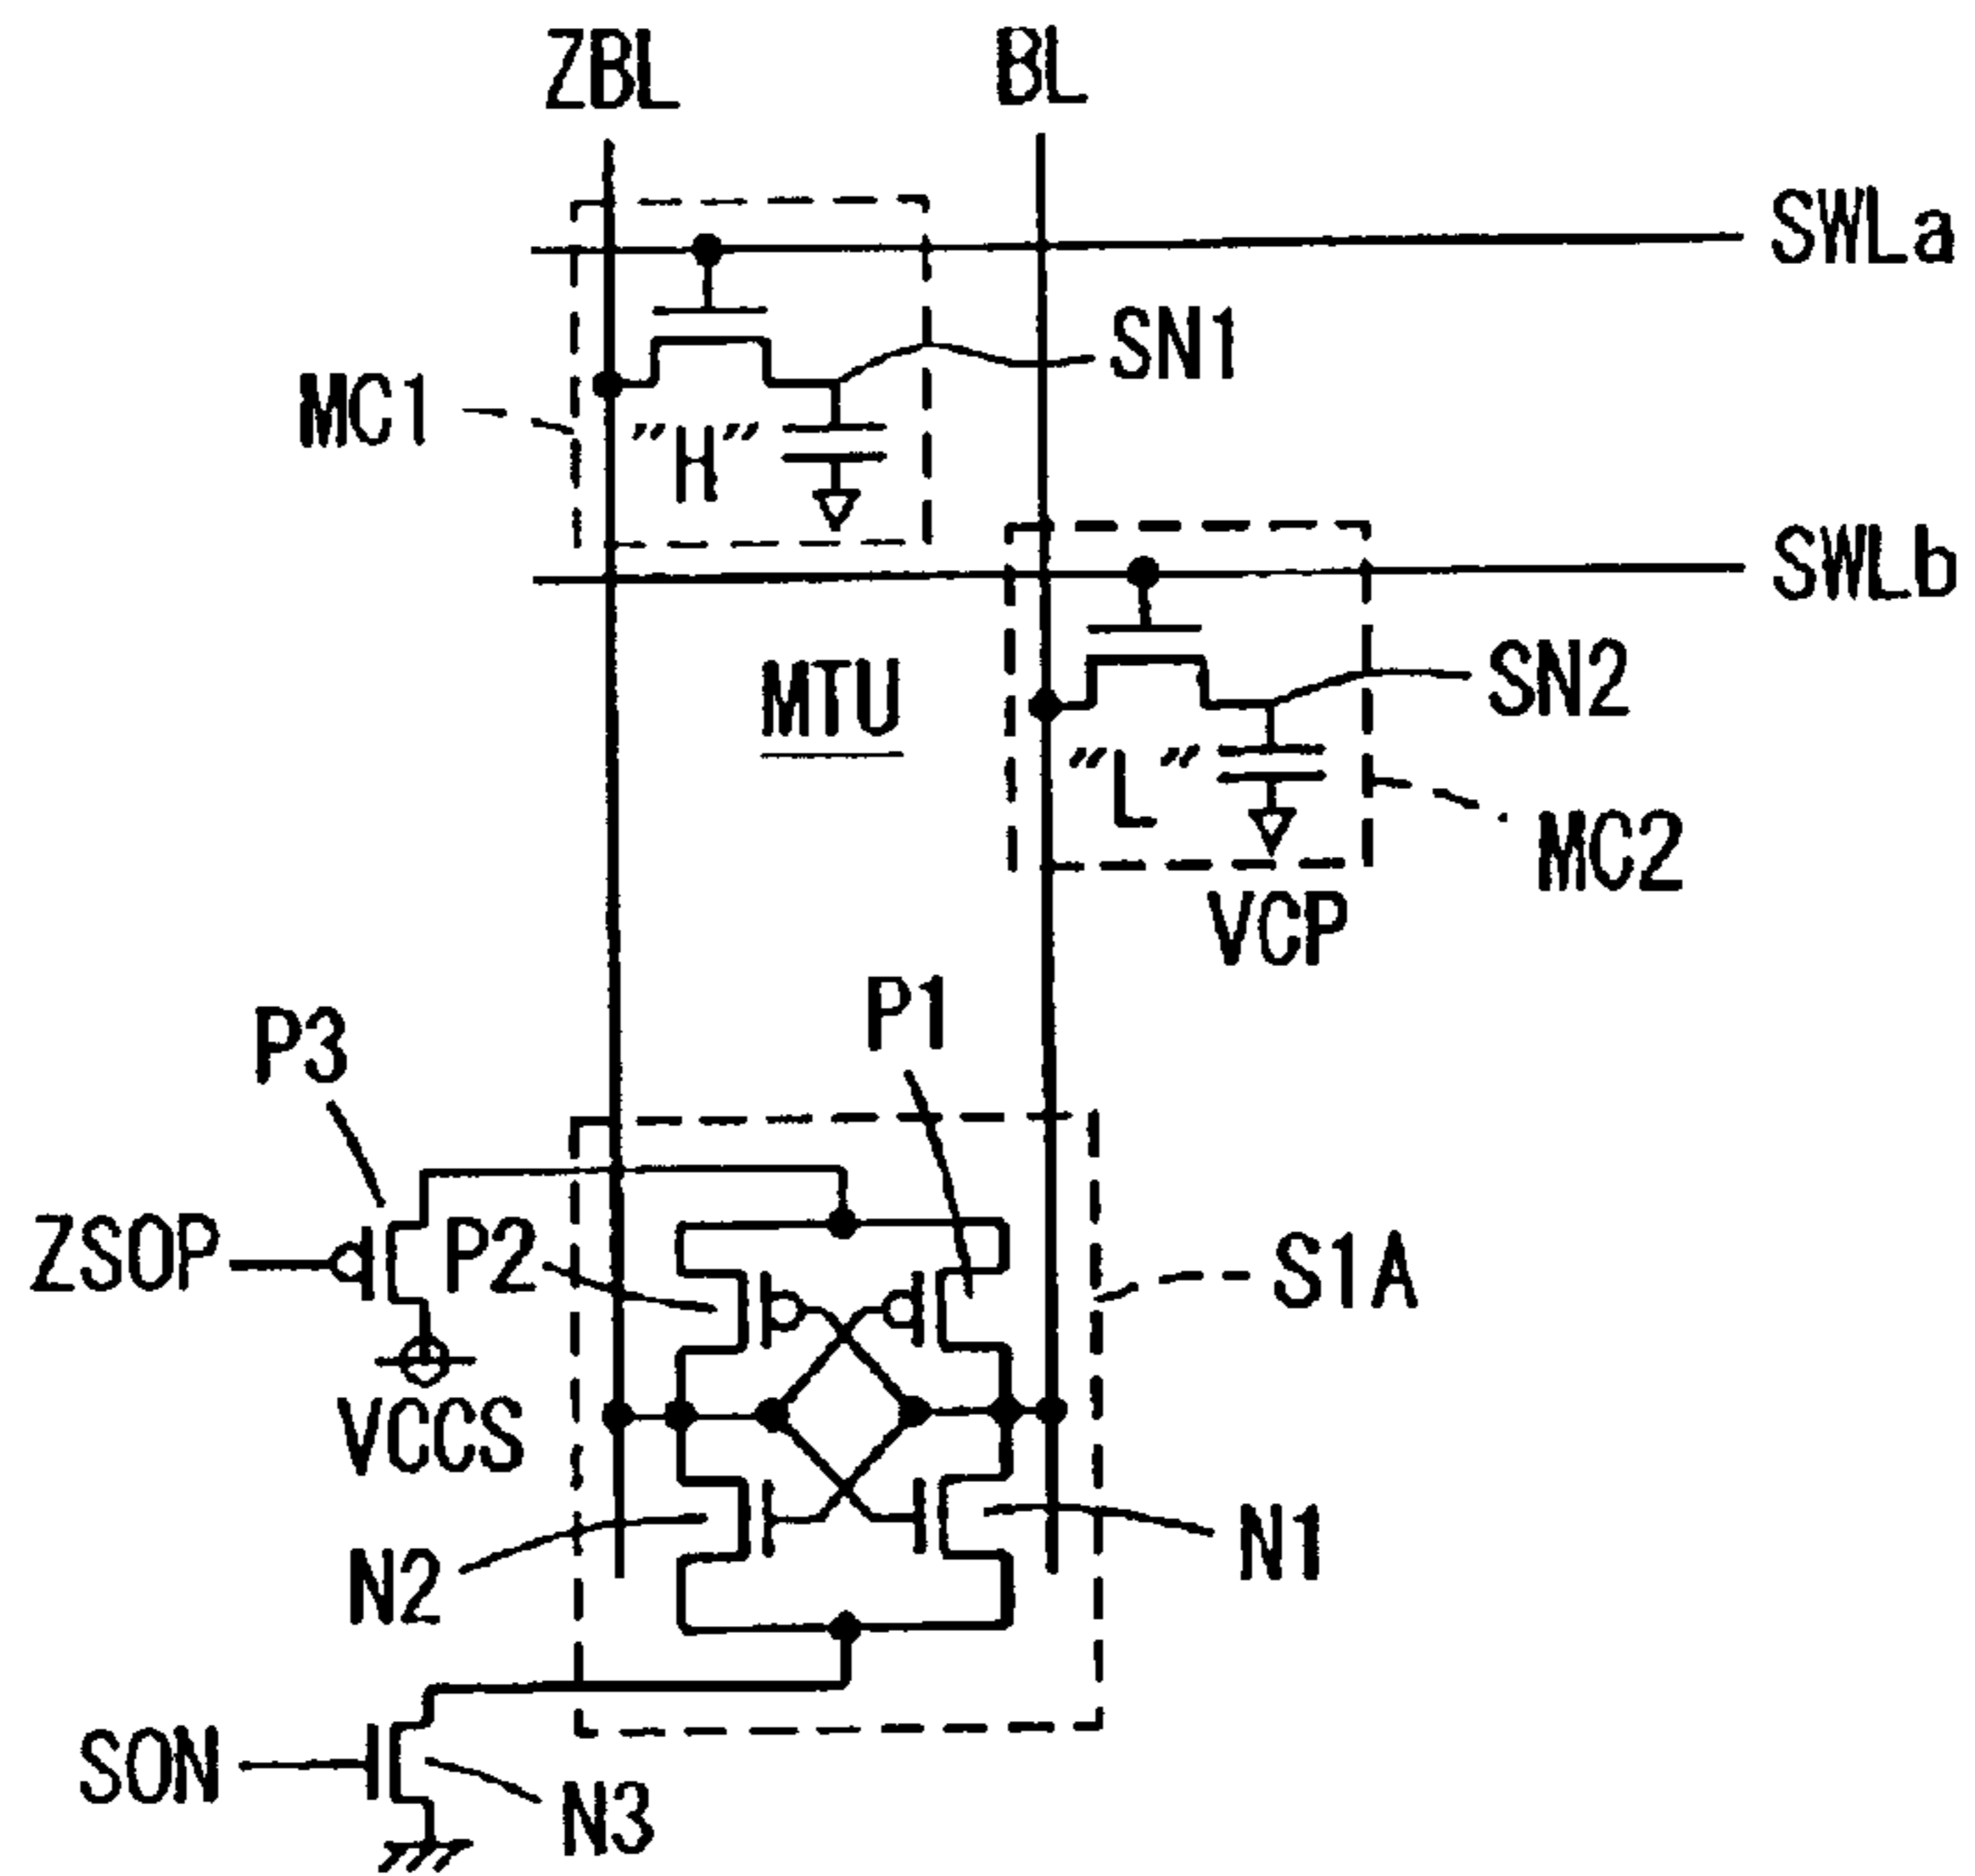 ZBL BL
SWLa
SN1
MC1
"H"
SWLb
MTU
SN2
"L"
MC2
VCP
P1
P3
ZSOP
P2
S1A
VCCS
N1
N2
SON
N3